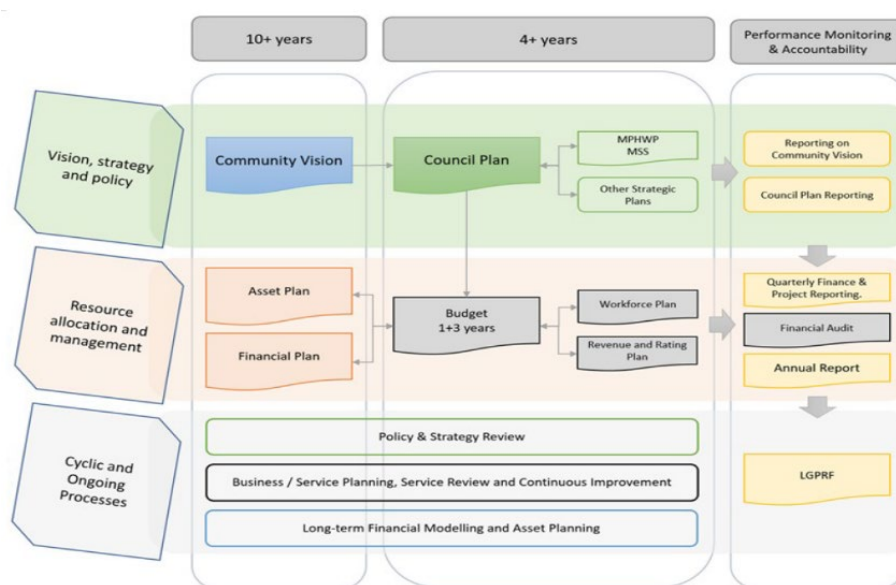 10+ years
4+ years
Performance Monitoring
& Accountability
Vision, strategy
and policy
Community Vision
Council Plan
MPHWP
MSS
Other Strategic
Plans
Reporting on
Community Vision
Council Plan Reporting
Resource
allocation and
management
Asset Plan
Financial Plan
Budget
1+3 years
Workforce Plan
Revenue and Rating
Plan
Quarterly Finance &
Project Reporting.
Financial Audit
Annual Report
Cyclic and
Ongoing
Processes
Policy & Strategy Review
Business / Service Planning, Service Review and Continuous Improvement
Long-term Financial Modelling and Asset Planning
LGPRF